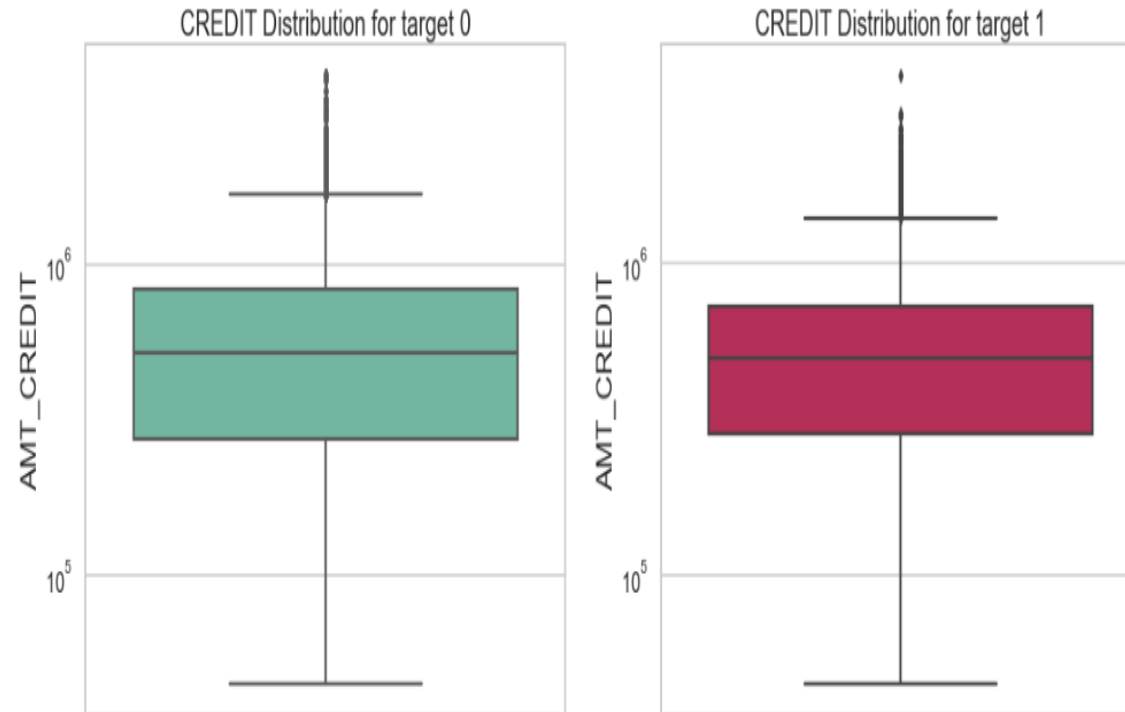 CREDIT Distribution for target 0
AMT_CREDIT
10^6
10^5
CREDIT Distribution for target 1
AMT_CREDIT
10^6
10^5